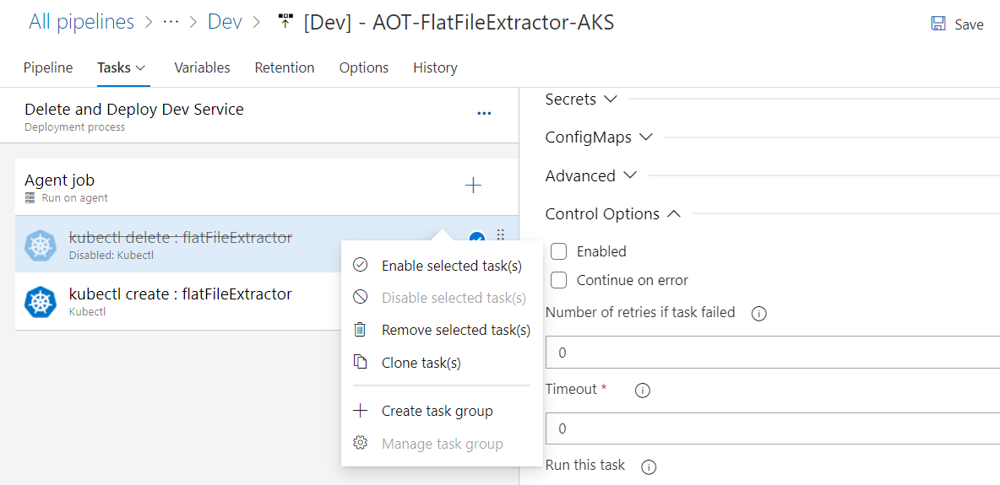 All pipelines > ··· > Dev > [Dev] - AOT-FlatFileExtractor-AKS
Save
Pipeline Tasks Variables Retention Options History
Delete and Deploy Dev Service
Deployment process
Agent job
Run on agent
kubectl delete : flatFileExtractor
Disabled: Kubectl
kubectl create : flatFileExtractor
Kubectl
Enable selected task(s)
Disable selected task(s)
Remove selected task(s)
Clone task(s)
Create task group
Manage task group
Secrets
ConfigMaps
Advanced
Control Options
Enabled
Continue on error
Number of retries if task failed
0
Timeout *
0
Run this task